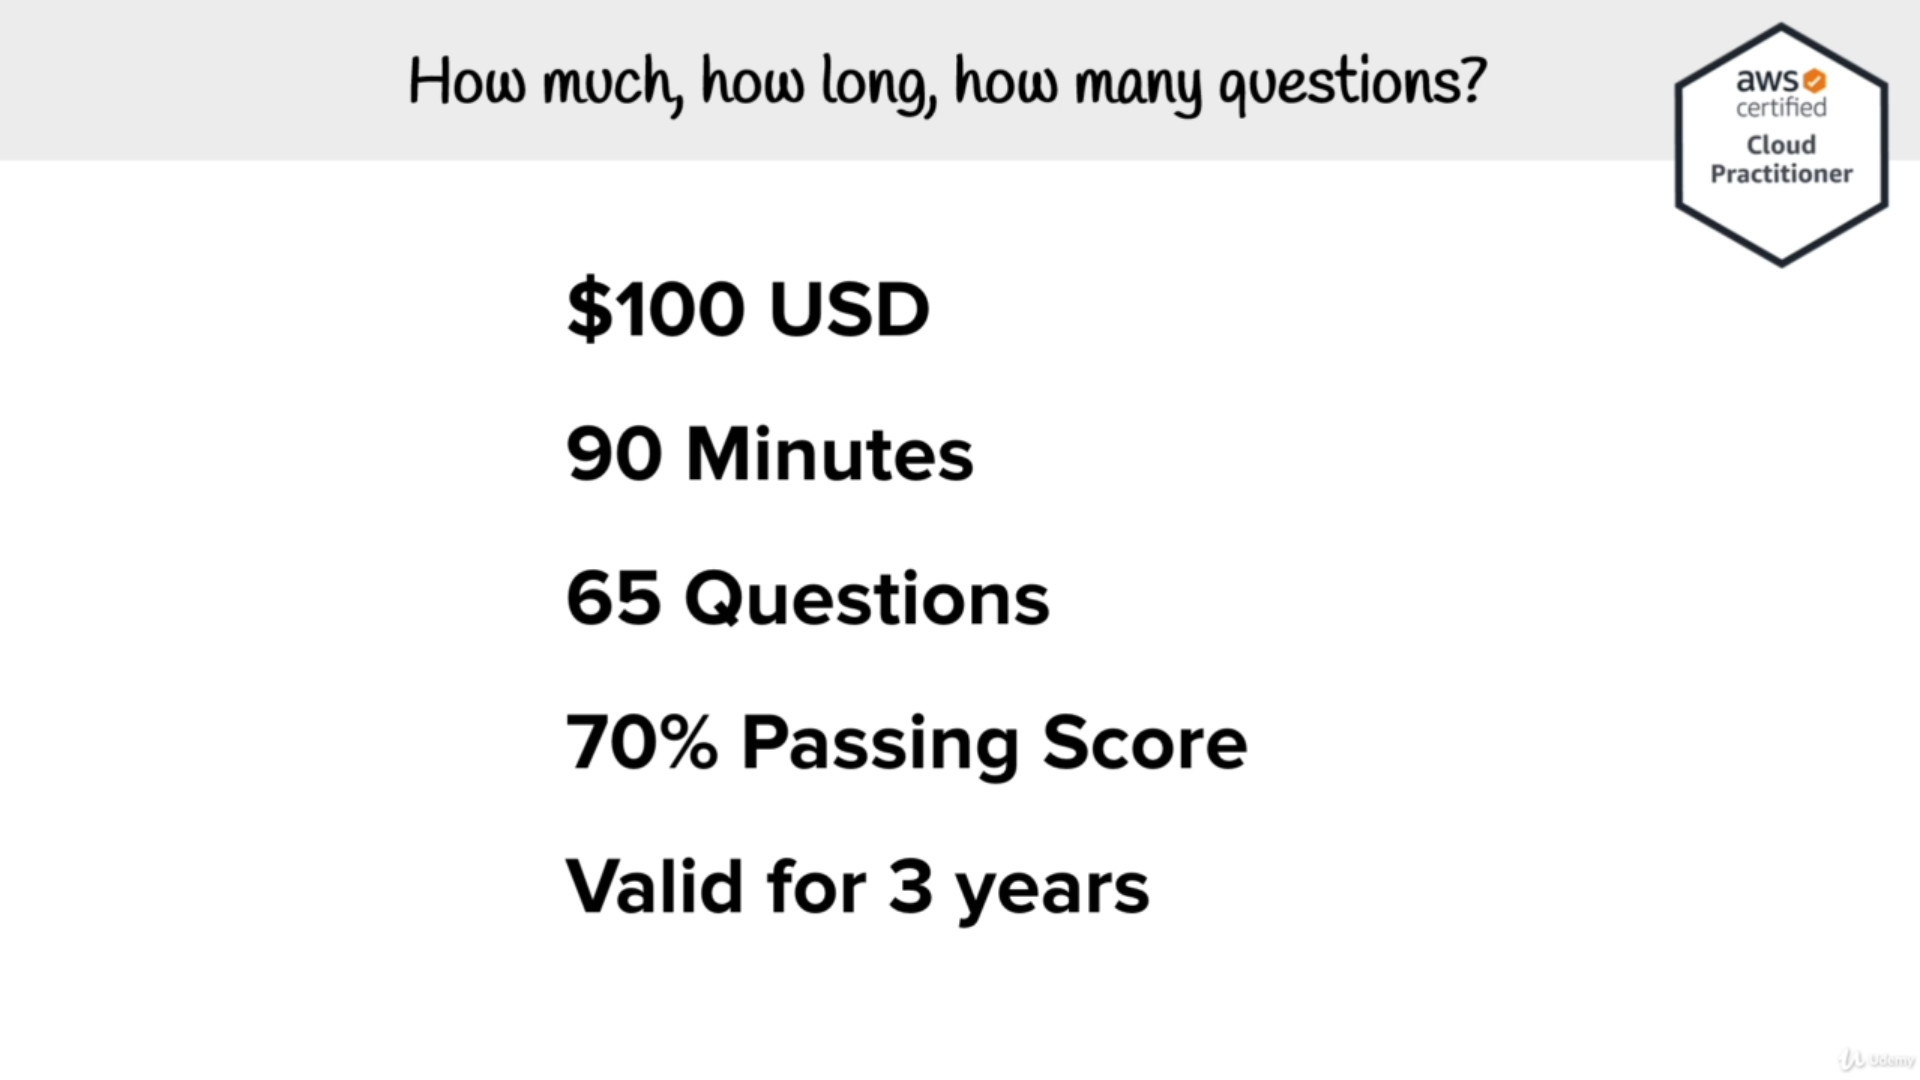 How much, how long, how many questions?
aws
certified
Cloud
Practitioner
$100 USD
90 Minutes
65 Questions
70% Passing Score
Valid for 3 years
Udemy